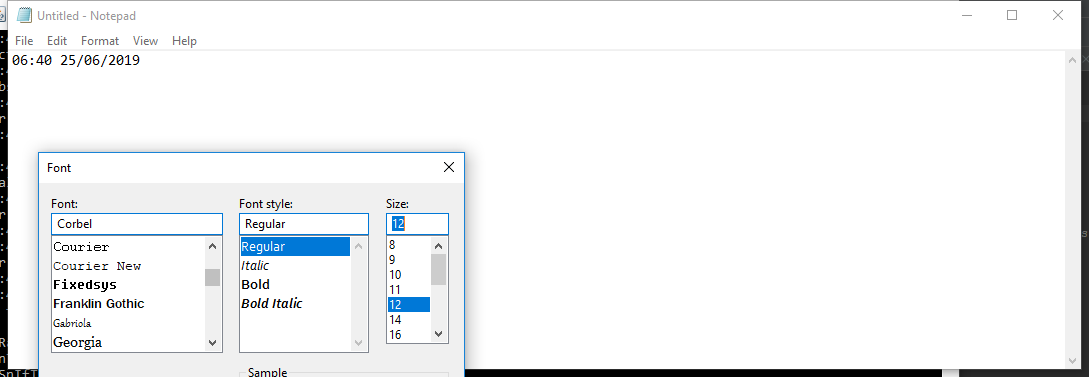 Untitled - Notepad
File Edit Format View Help
06:40 25/06/2019
Font
Font: Font style: Size:
Corbel Regular 12
Courier Regular 8
Courier New Italic 9
Fixedsys Bold 10
Franklin Gothic Bold Italic 11
Gabriola 12
Georgia 14
16
Sample